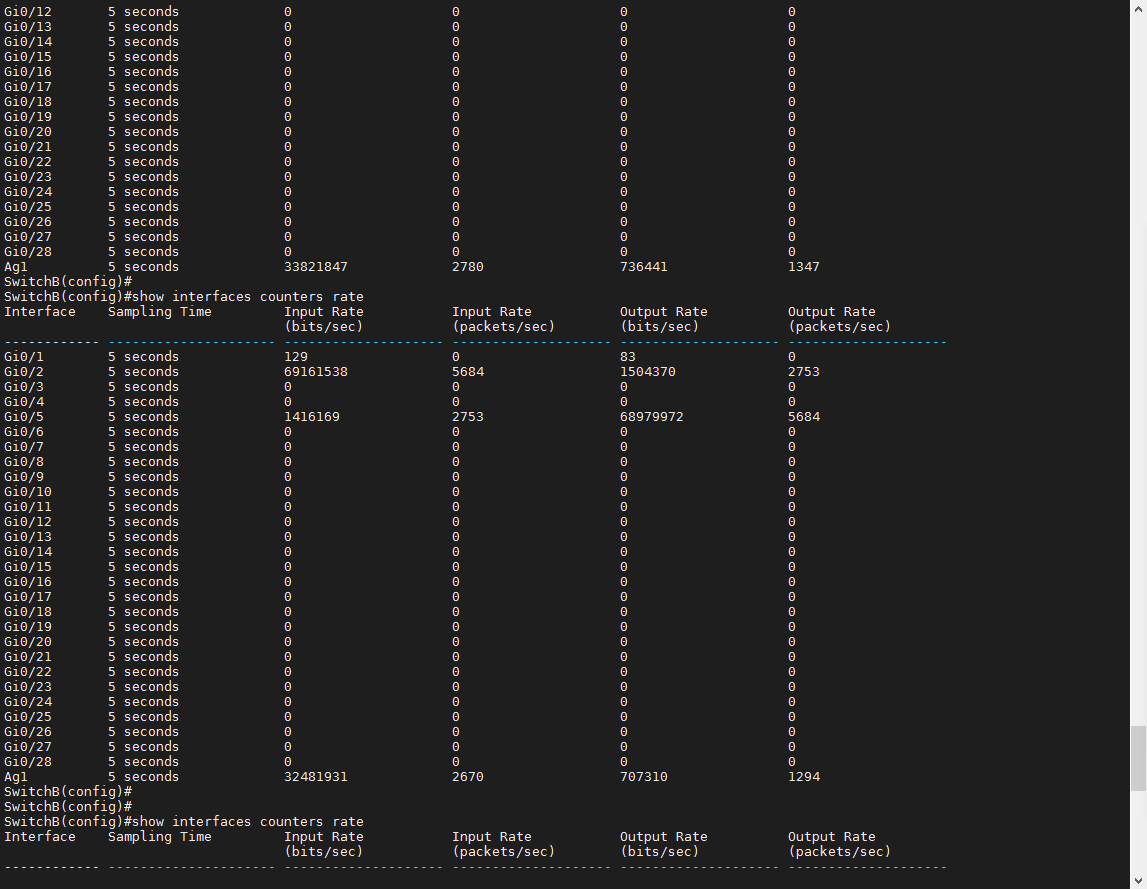 Gi0/12 5 seconds 0 0 0 0
Gi0/13 5 seconds 0 0 0 0
Gi0/14 5 seconds 0 0 0 0
Gi0/15 5 seconds 0 0 0 0
Gi0/16 5 seconds 0 0 0 0
Gi0/17 5 seconds 0 0 0 0
Gi0/18 5 seconds 0 0 0 0
Gi0/19 5 seconds 0 0 0 0
Gi0/20 5 seconds 0 0 0 0
Gi0/21 5 seconds 0 0 0 0
Gi0/22 5 seconds 0 0 0 0
Gi0/23 5 seconds 0 0 0 0
Gi0/24 5 seconds 0 0 0 0
Gi0/25 5 seconds 0 0 0 0
Gi0/26 5 seconds 0 0 0 0
Gi0/27 5 seconds 0 0 0 0
Gi0/28 5 seconds 0 0 0 0
Ag1 5 seconds 33821847 2780 736441 1347
SwitchB(config)#
SwitchB(config)#show interfaces counters rate
Interface Sampling Time Input Rate Input Rate Output Rate Output Rate
(bits/sec) (packets/sec) (bits/sec) (packets/sec)
------------ --------------------- -------------------- -------------------- -------------------- --------------------
Gi0/1 5 seconds 129 0 83 0
Gi0/2 5 seconds 69161538 5684 1504370 2753
Gi0/3 5 seconds 0 0 0 0
Gi0/4 5 seconds 0 0 0 0
Gi0/5 5 seconds 1416169 2753 68979972 5684
Gi0/6 5 seconds 0 0 0 0
Gi0/7 5 seconds 0 0 0 0
Gi0/8 5 seconds 0 0 0 0
Gi0/9 5 seconds 0 0 0 0
Gi0/10 5 seconds 0 0 0 0
Gi0/11 5 seconds 0 0 0 0
Gi0/12 5 seconds 0 0 0 0
Gi0/13 5 seconds 0 0 0 0
Gi0/14 5 seconds 0 0 0 0
Gi0/15 5 seconds 0 0 0 0
Gi0/16 5 seconds 0 0 0 0
Gi0/17 5 seconds 0 0 0 0
Gi0/18 5 seconds 0 0 0 0
Gi0/19 5 seconds 0 0 0 0
Gi0/20 5 seconds 0 0 0 0
Gi0/21 5 seconds 0 0 0 0
Gi0/22 5 seconds 0 0 0 0
Gi0/23 5 seconds 0 0 0 0
Gi0/24 5 seconds 0 0 0 0
Gi0/25 5 seconds 0 0 0 0
Gi0/26 5 seconds 0 0 0 0
Gi0/27 5 seconds 0 0 0 0
Gi0/28 5 seconds 0 0 0 0
Ag1 5 seconds 32481931 2670 707310 1294
SwitchB(config)#
SwitchB(config)#
SwitchB(config)#show interfaces counters rate
Interface Sampling Time Input Rate Input Rate Output Rate Output Rate
(bits/sec) (packets/sec) (bits/sec) (packets/sec)
------------ --------------------- -------------------- -------------------- -------------------- --------------------